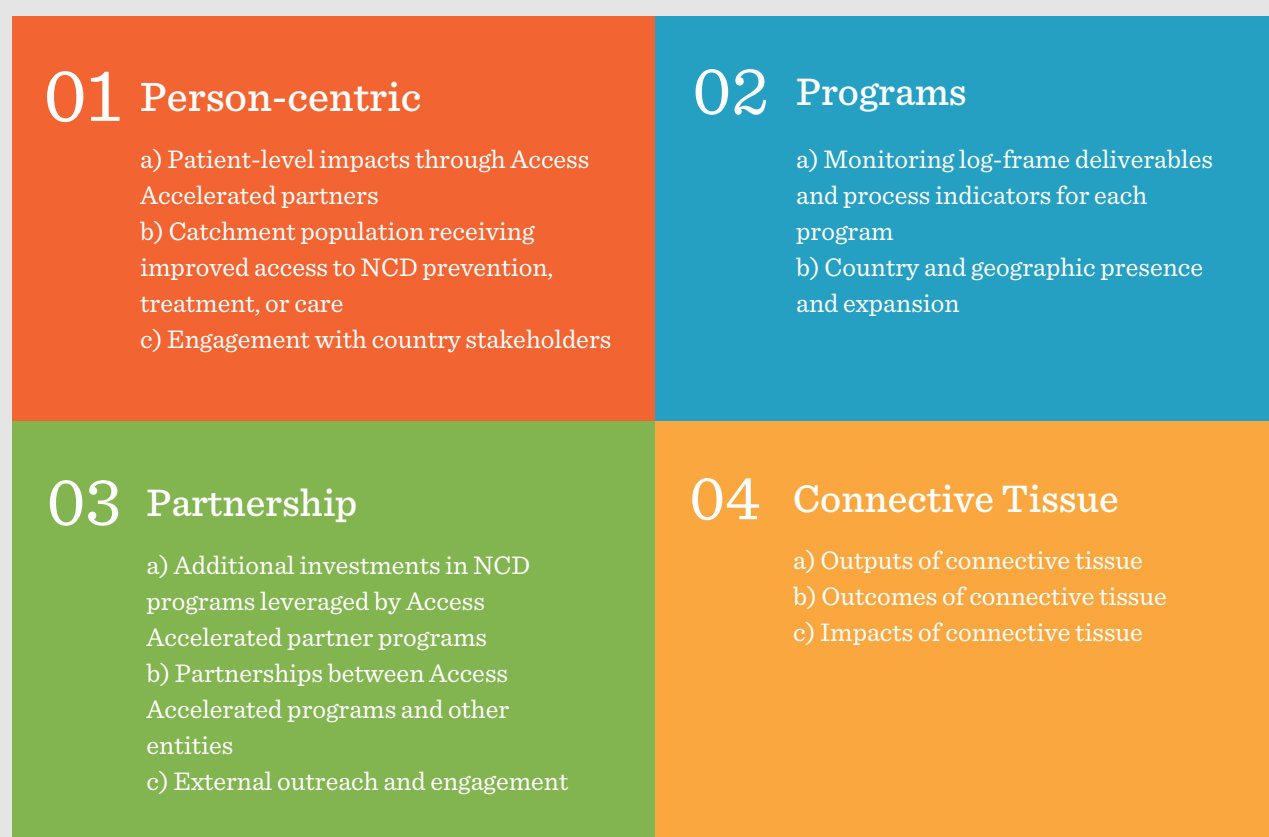 01 Person-centric
a) Patient-level impacts through Access
Accelerated partners
b) Catchment population receiving
improved access to NCD prevention,
treatment, or care
c) Engagement with country stakeholders
02 Programs
a) Monitoring log-frame deliverables
and process indicators for each
program
b) Country and geographic presence
and expansion
03 Partnership
a) Additional investments in NCD
programs leveraged by Access
Accelerated partner programs
b) Partnerships between Access
Accelerated programs and other
entities
c) External outreach and engagement
04 Connective Tissue
a) Outputs of connective tissue
b) Outcomes of connective tissue
c) Impacts of connective tissue